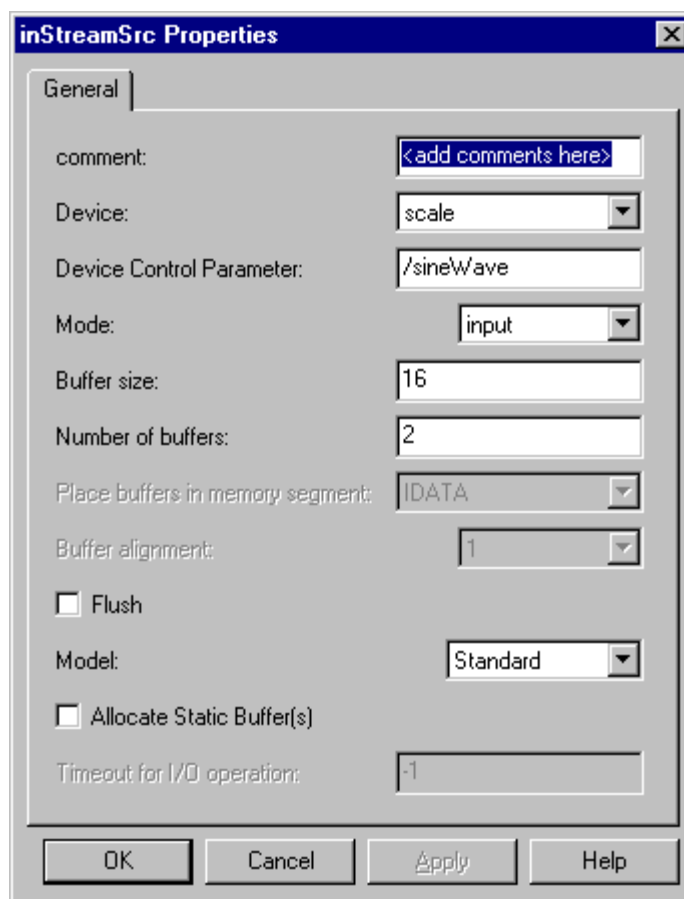 inStreamSrc Properties
General
comment: <add comments here>
Device: scale
Device Control Parameter: /sineWave
Mode: input
Buffer size: 16
Number of buffers: 2
Place buffers in memory segment: IDATA
Buffer alignment: 1
Flush
Model: Standard
Allocate Static Buffer(s)
Timeout for I/O operation: -1
OK Cancel Apply Help